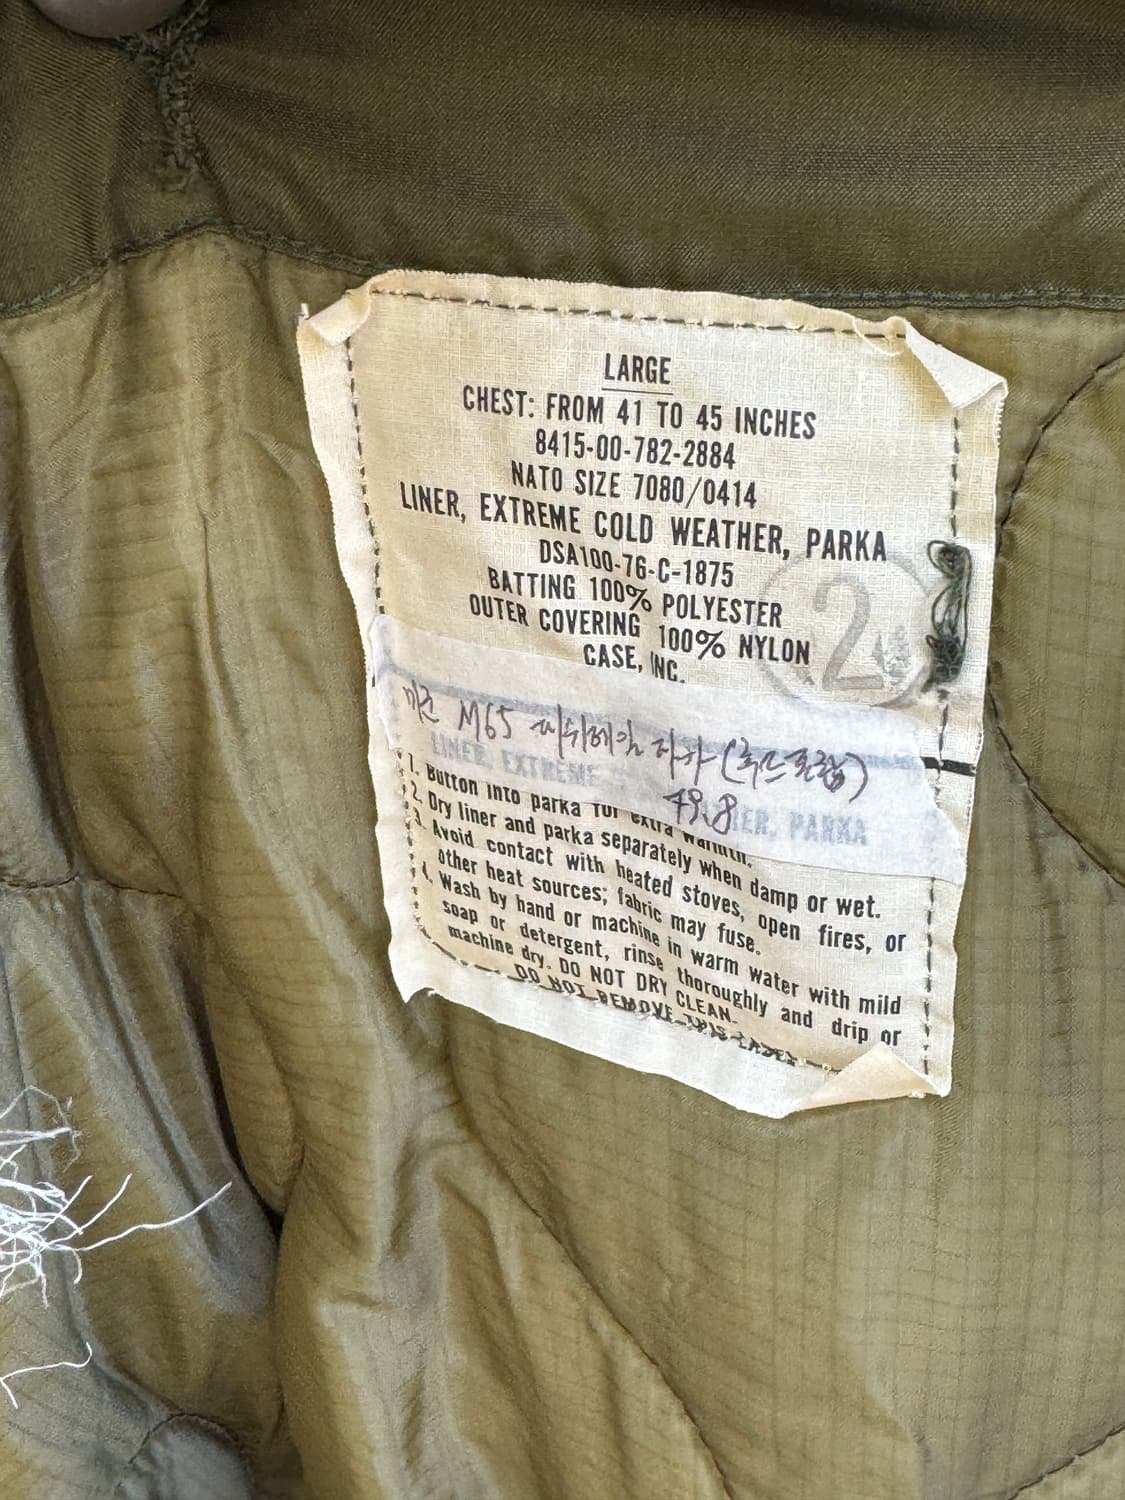 LARGE
CHEST: FROM 41 TO 45 INCHES
8415-00-782-2884
NATO SIZE 7080/0414
LINER, EXTREME COLD WEATHER, PARKA
DSA100-76-C-1875
BATTING 100% POLYESTER
OUTER COVERING 100% NYLON
CASE, INC.
2
미군 M65 피쉬테일 파카 (후드포함)
49.8
LINER, EXTREME PARKA
1. Button into parka for extra warmth.
2. Dry liner and parka separately when damp or wet.
3. Avoid contact with heated stoves, open fires, or
other heat sources; fabric may fuse.
4. Wash by hand or machine in warm water with mild
soap or detergent, rinse thoroughly and drip or
machine dry. DO NOT DRY CLEAN.
DO NOT REMOVE THIS LABEL